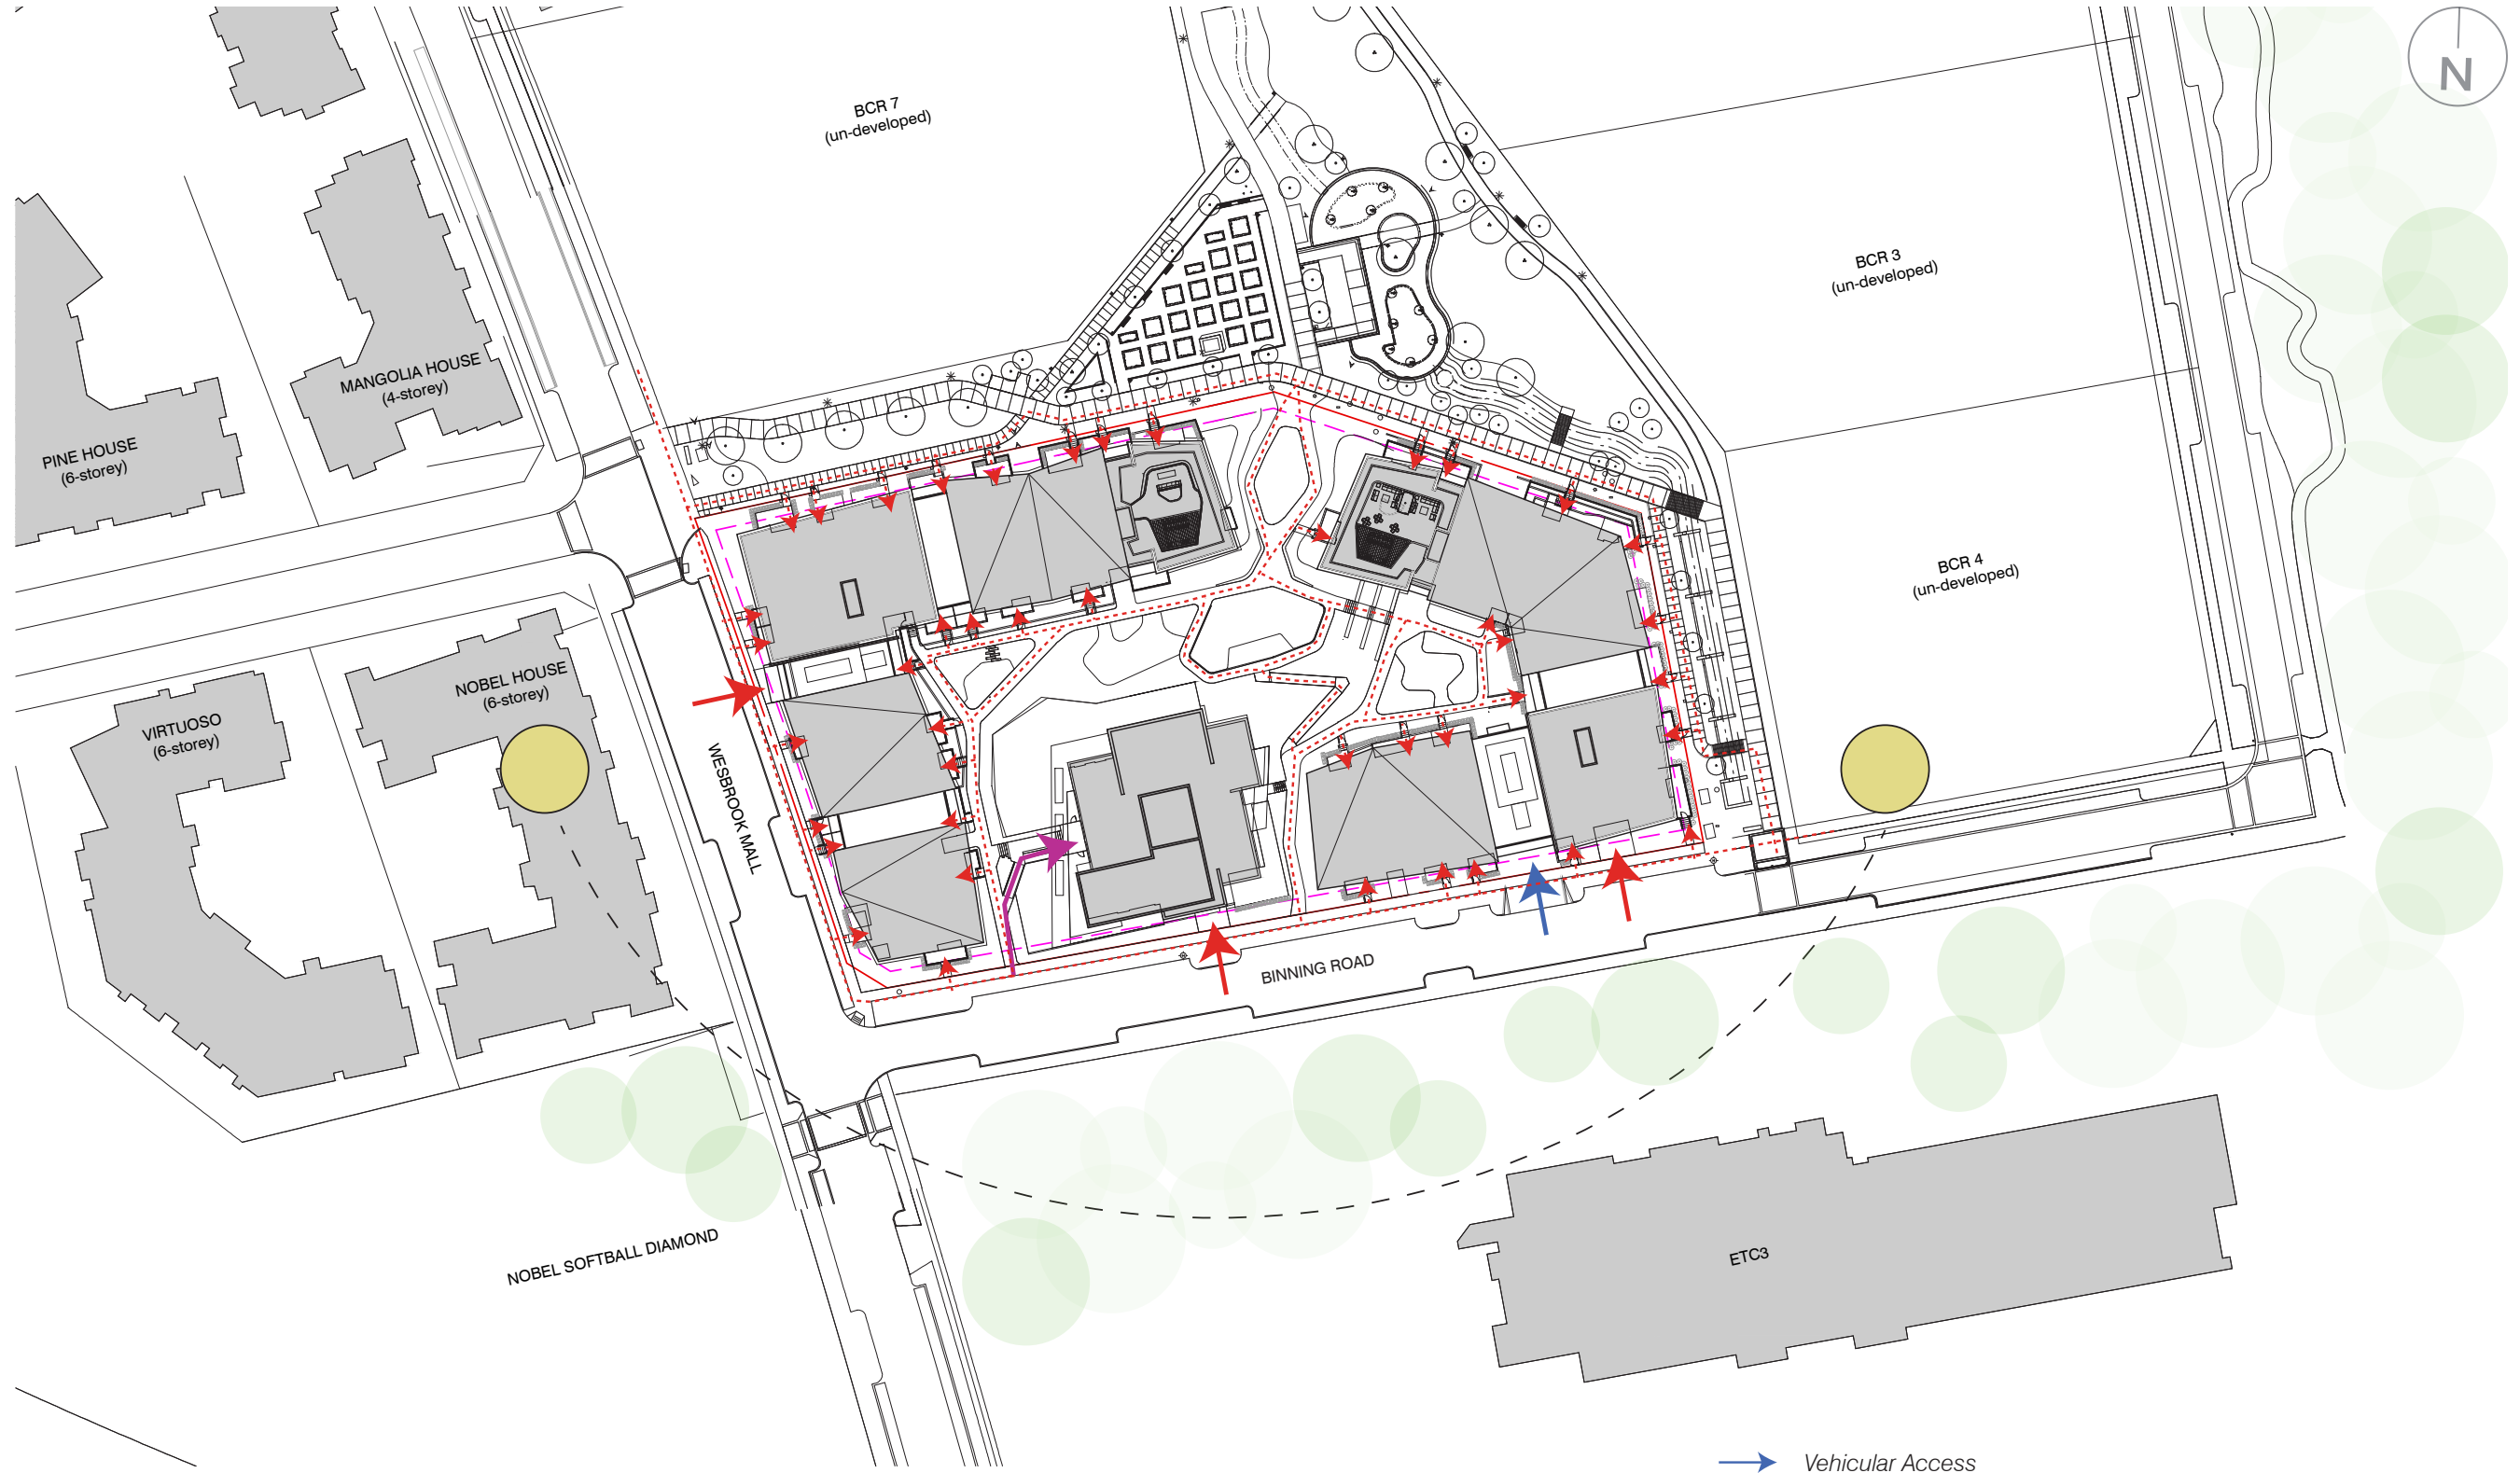 N
BCR 7
(un-developed)
BCR 3
(un-developed)
MANGOLIA HOUSE
(4-storey)
PINE HOUSE
(6-storey)
BCR 4
(un-developed)
NOBEL HOUSE
(6-storey)
VIRTUOSO
(6-storey)
WESBROOK MALL
BINNING ROAD
NOBEL SOFTBALL DIAMOND
ETC3
Vehicular Access